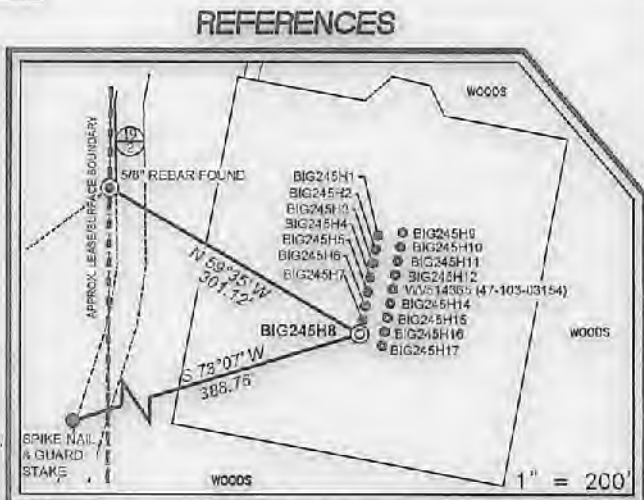 REFERENCES
WOODS
19
2
5/8" REBAR FOUND
APPROX. LEASE/SURFACE BOUNDARY
BIG245H1
BIG245H2
BIG245H3
BIG245H4
BIG245H5
BIG245H6
BIG245H7
BIG245H8
BIG245H9
BIG245H10
BIG245H11
BIG245H12
WV514365 (47-103-03154)
BIG245H14
BIG245H15
BIG245H16
BIG245H17
N 59°35' W
301.12'
S 78°07' W
388.76'
WOODS
SPIKE NAIL
& GUARD
STAKE
WOODS
1" = 200'